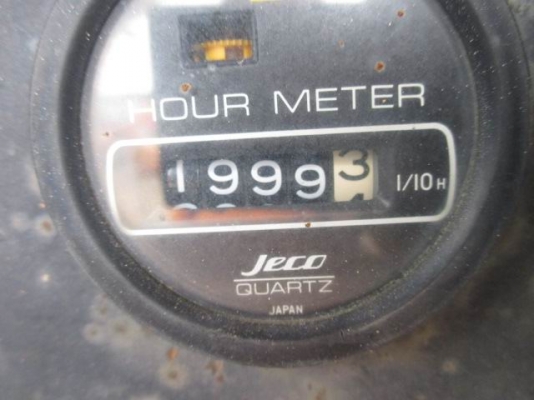 HOUR METER
19993 1/10H
Jeco
QUARTZ
JAPAN